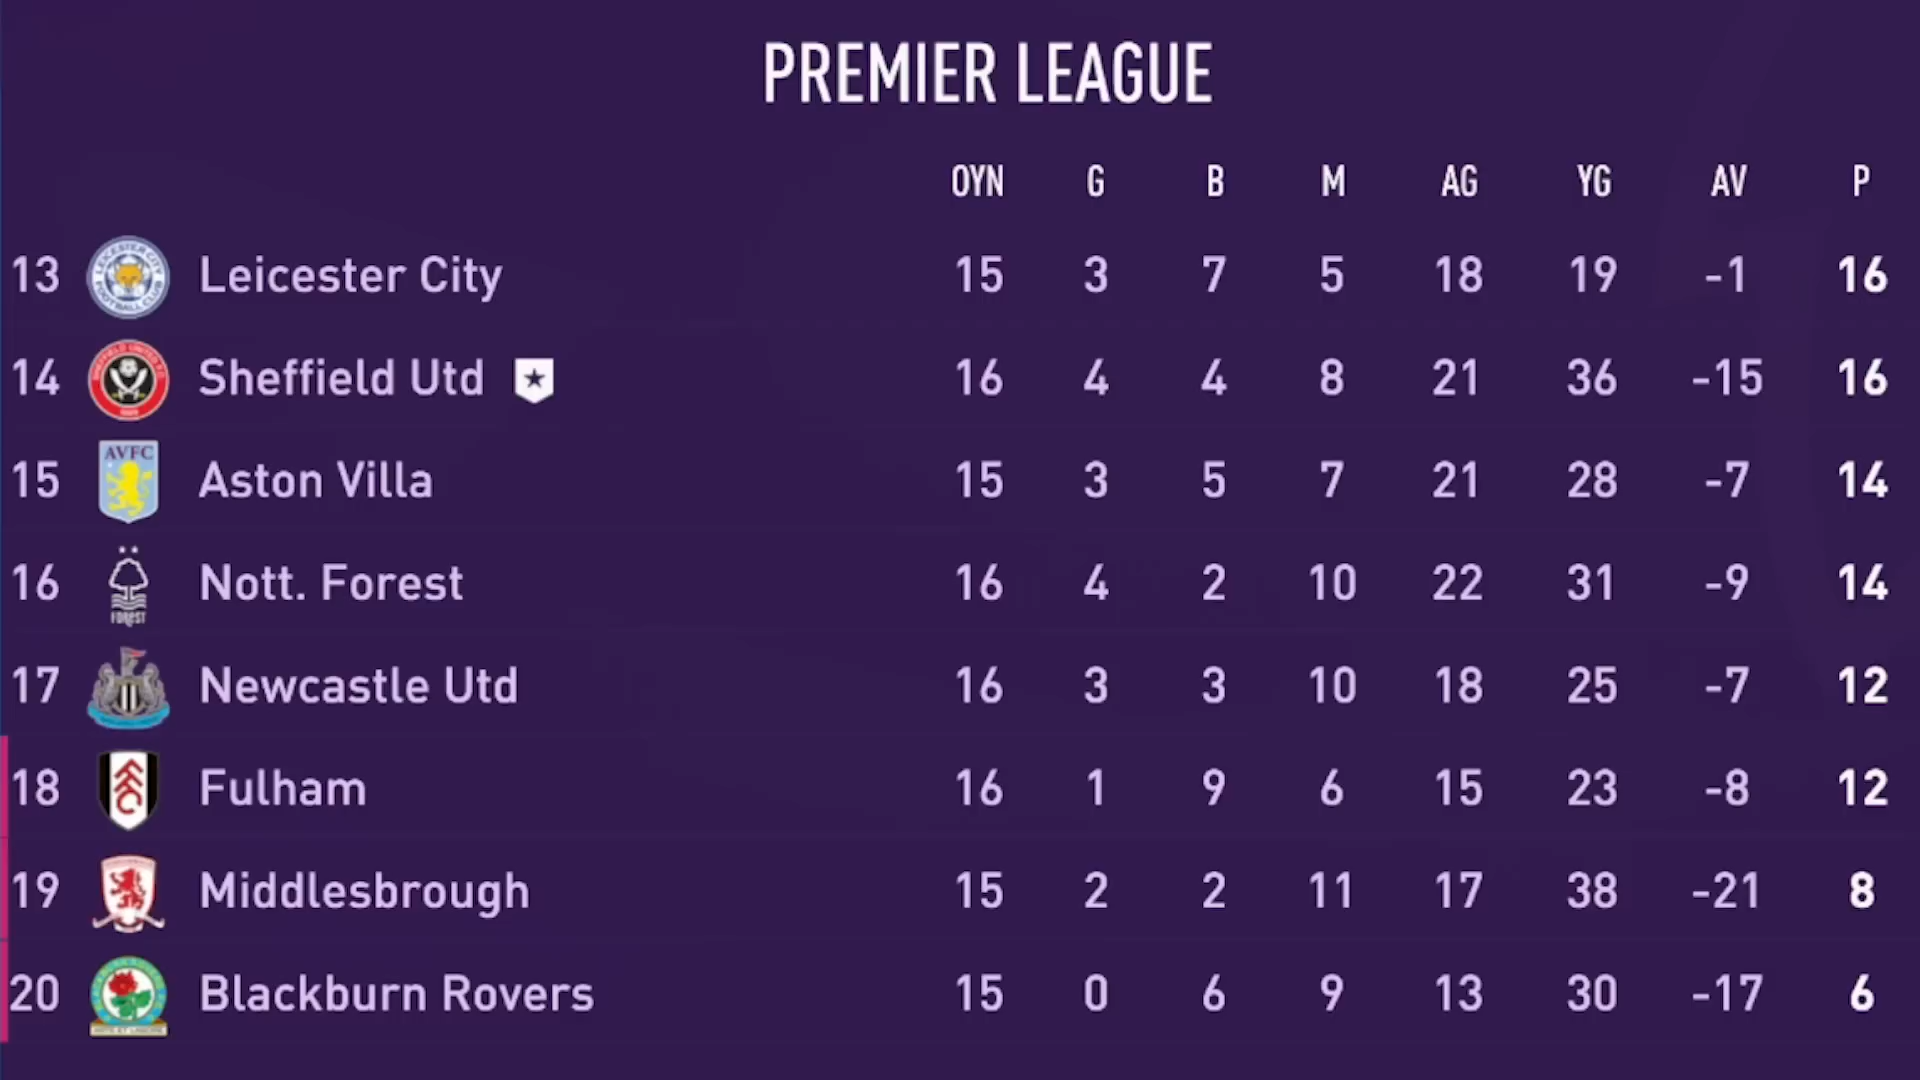 PREMIER LEAGUE
OYN G B M AG YG AV P
13 Leicester City 15 3 7 5 18 19 -1 16
14 Sheffield Utd 16 4 4 8 21 36 -15 16
AVFC
15 Aston Villa 15 3 5 7 21 28 -7 14
16 Nott. Forest 16 4 2 10 22 31 -9 14
FOREST
17 Newcastle Utd 16 3 3 10 18 25 -7 12
18 Fulham 16 1 9 6 15 23 -8 12
19 Middlesbrough 15 2 2 11 17 38 -21 8
20 Blackburn Rovers 15 0 6 9 13 30 -17 6